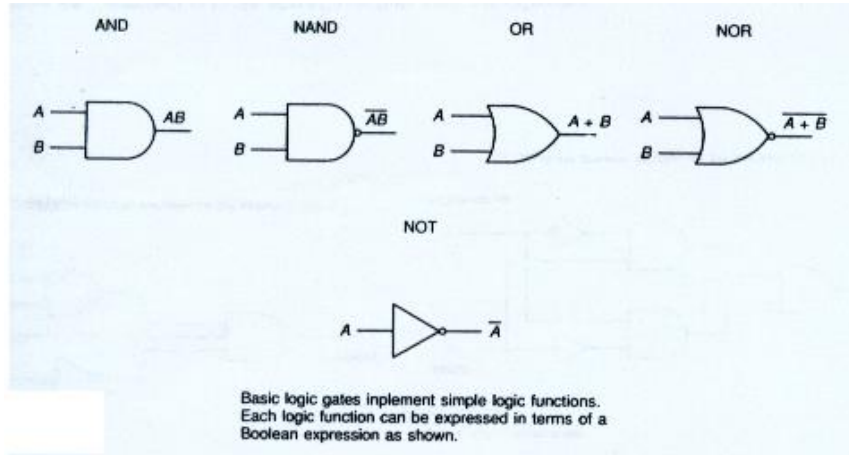 AND NAND OR NOR
A AB A A̅B̅ A A + B A A̅ ̅+̅ ̅B̅
B B B B
NOT
A A̅
Basic logic gates inplement simple logic functions.
Each logic function can be expressed in terms of a
Boolean expression as shown.